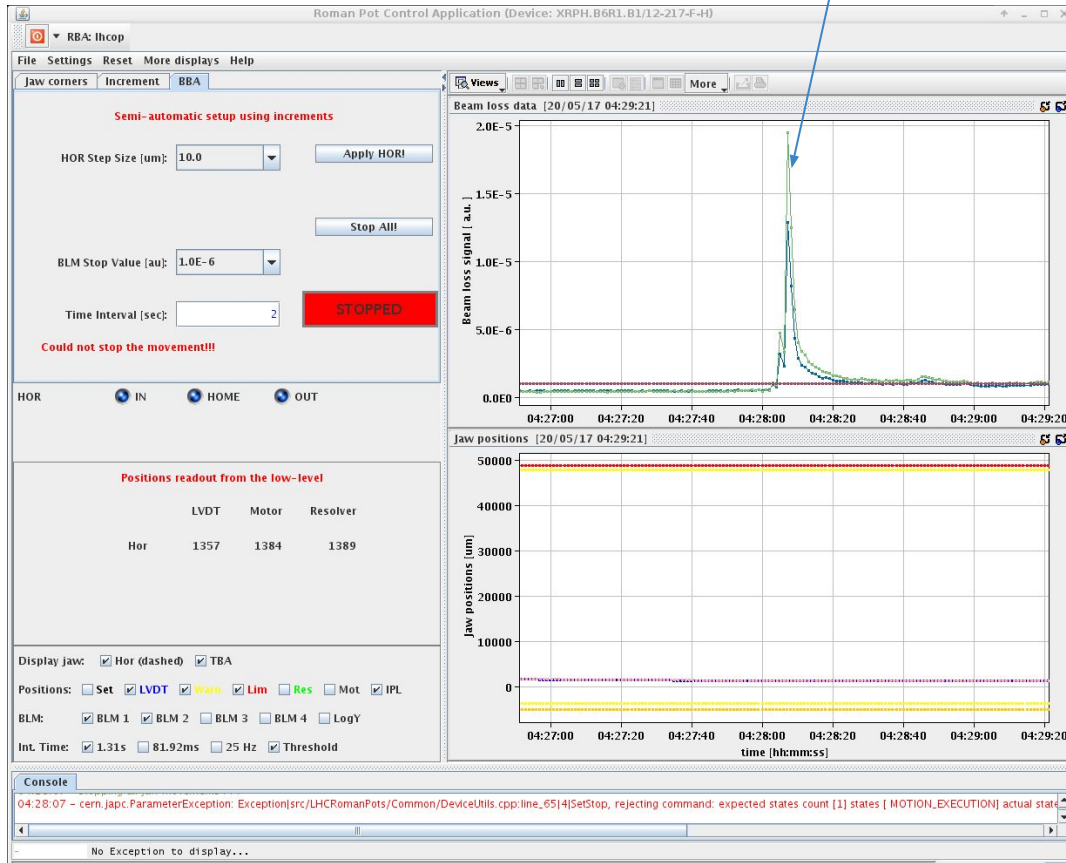 Roman Pot Control Application (Device: XRPH.B6R1.B1/12-217-F-H)
RBA: lhcop
File Settings Reset More displays Help
Jaw corners Increment BBA
Semi-automatic setup using increments
HOR Step Size [um]: 10.0 Apply HOR!
Stop All!
BLM Stop Value [au]: 1.0E-6
Time Interval [sec]: 2 STOPPED
Could not stop the movement!!!
HOR IN HOME OUT
Positions readout from the low-level
LVDT Motor Resolver
Hor 1357 1384 1389
Display jaw: Hor (dashed) TBA
Positions: Set LVDT Warn Lim Res Mot IPL
BLM: BLM 1 BLM 2 BLM 3 BLM 4 LogY
Int. Time: 1.31s 81.92ms 25 Hz Threshold
Views More
Beam loss data [20/05/17 04:29:21]
Beam loss signal [ a.u. ]
2.0E-5
1.5E-5
1.0E-5
5.0E-6
0.0E0
04:27:00 04:27:20 04:27:40 04:28:00 04:28:20 04:28:40 04:29:00 04:29:20
Jaw positions [20/05/17 04:29:21]
Jaw positions [um]
50000
40000
30000
20000
10000
0
04:27:00 04:27:20 04:27:40 04:28:00 04:28:20 04:28:40 04:29:00 04:29:20
time [hh:mm:ss]
Console
04:28:07 - cern.japc.ParameterException: Exception|src/LHCRomanPots/Common/DeviceUtils.cpp:line_65|4|SetStop, rejecting command: expected states count [1] states [ MOTION_EXECUTION] actual state
- No Exception to display...